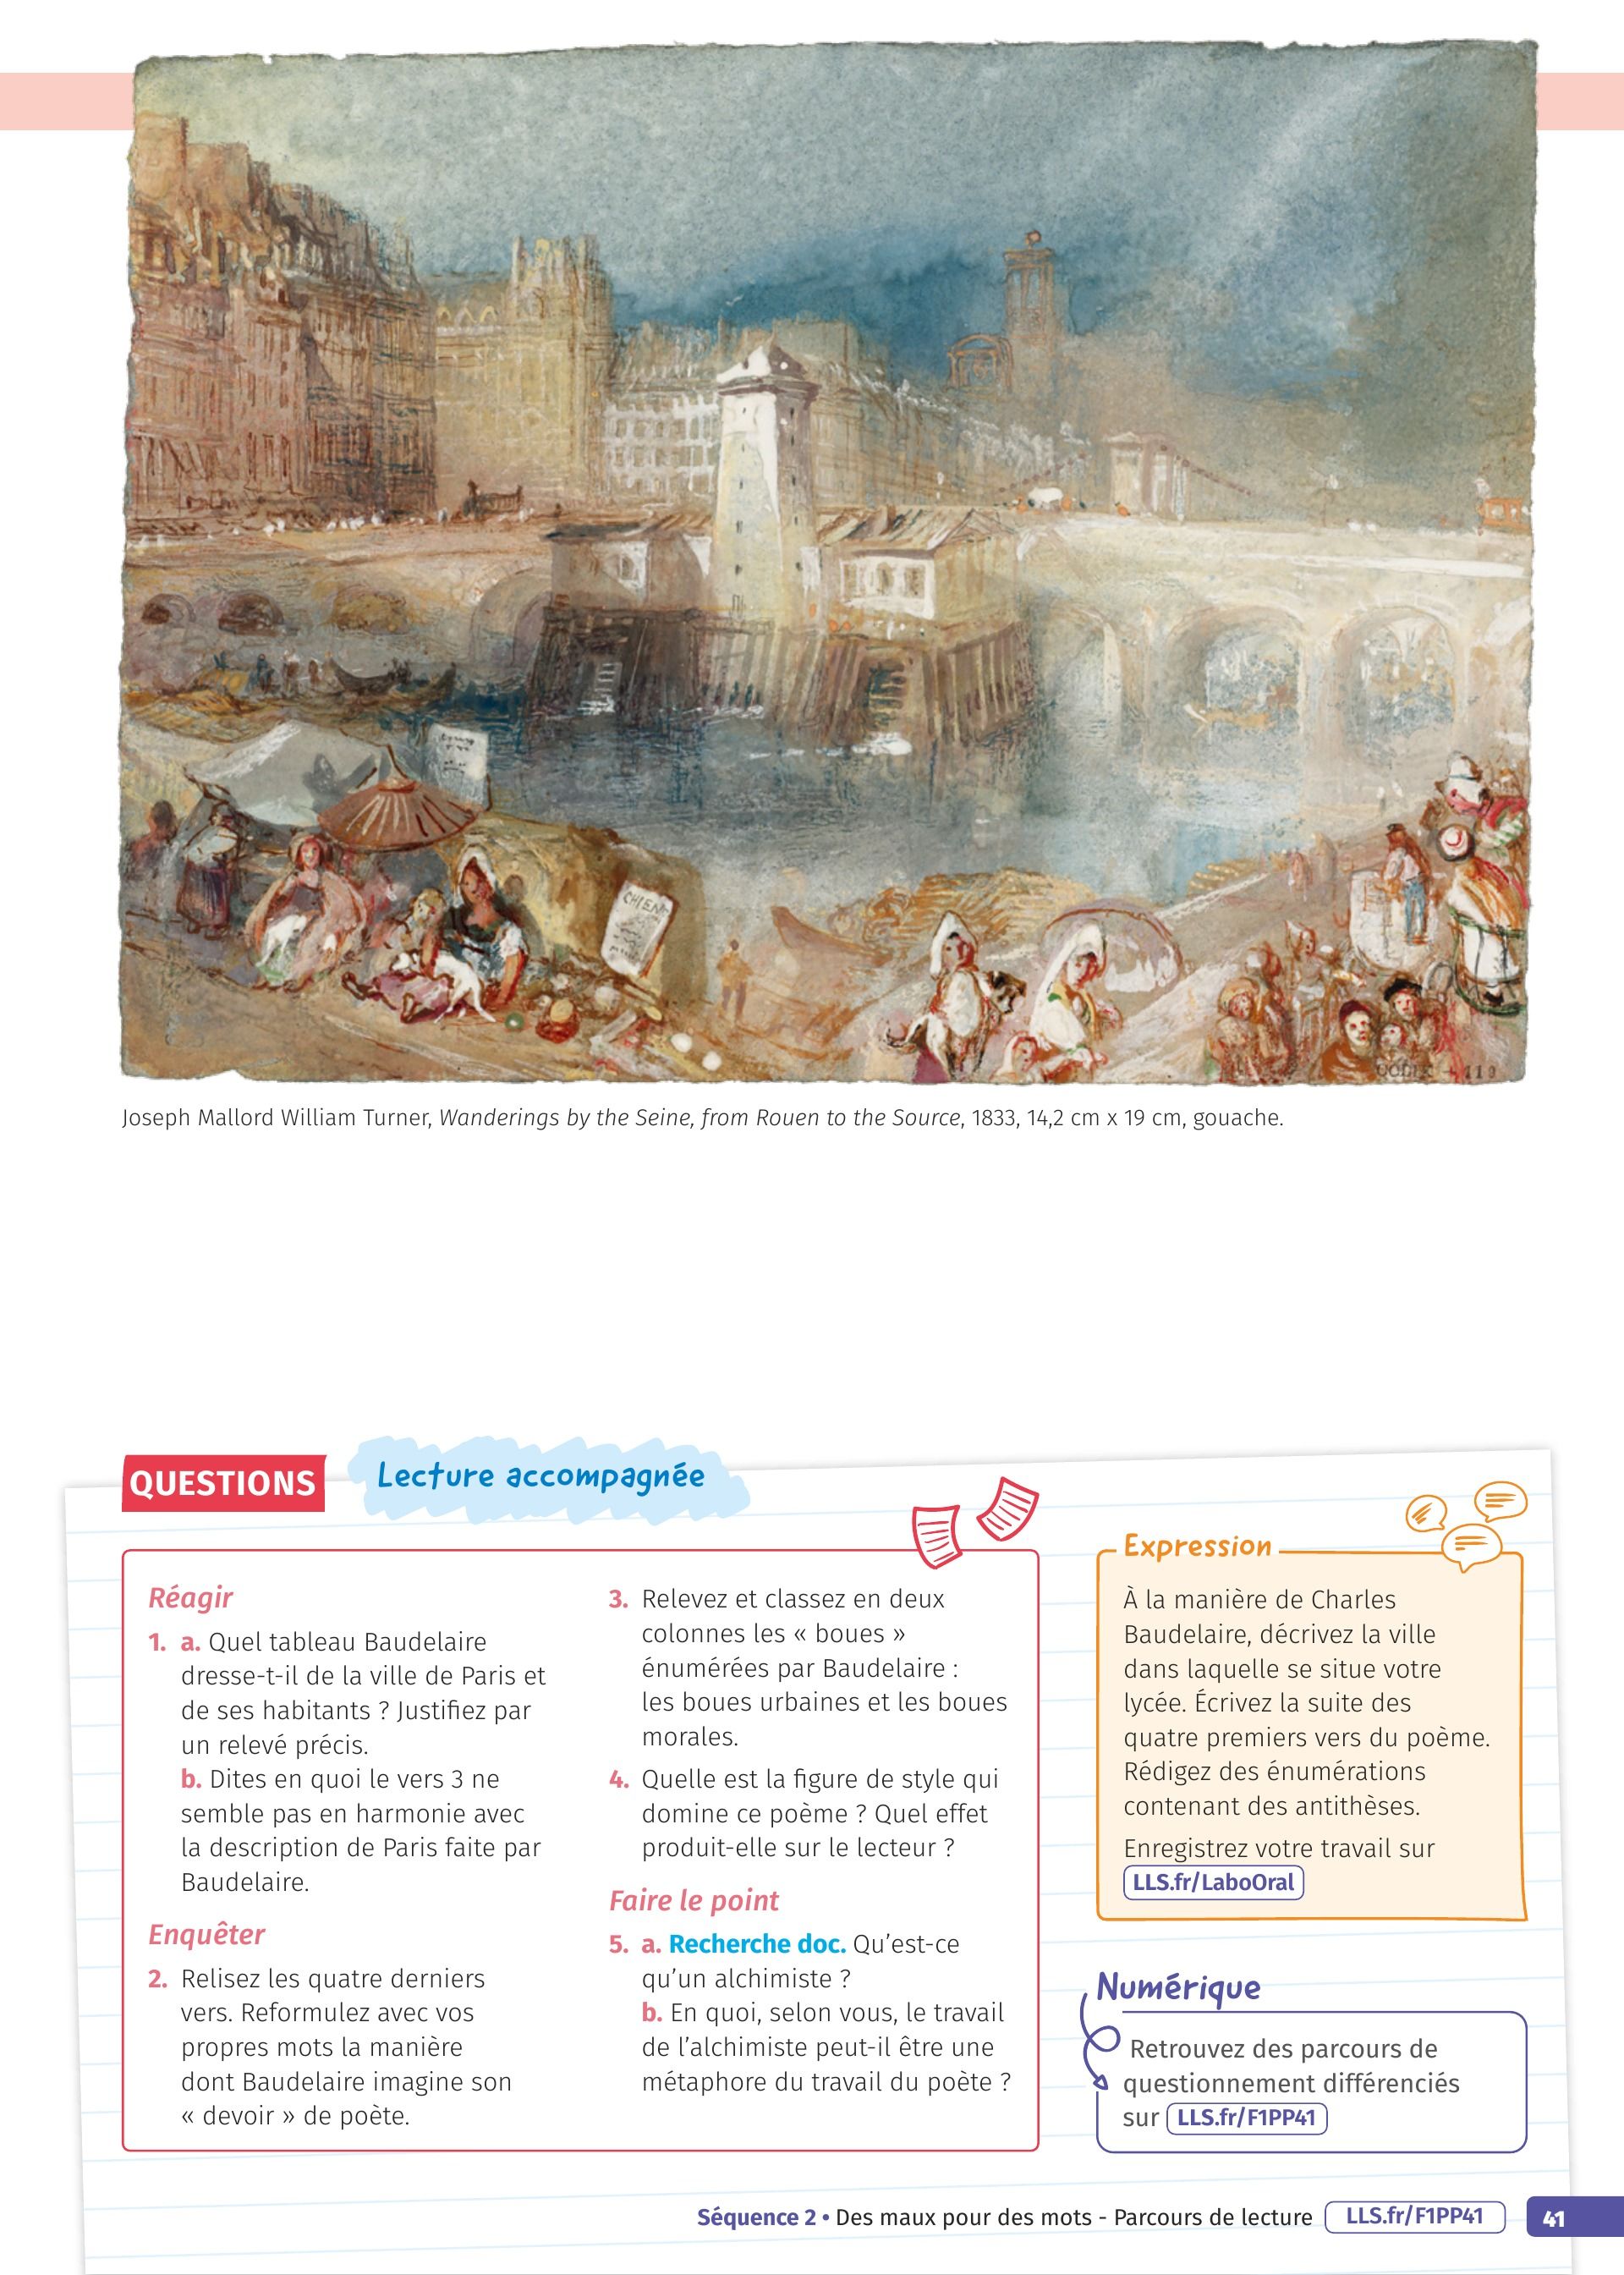 CHIENS
Joseph Mallord William Turner, Wanderings by the Seine, from Rouen to the Source, 1833, 14,2 cm x 19 cm, gouache.
QUESTIONS
Lecture accompagnée
Réagir
1. a. Quel tableau Baudelaire
dresse-t-il de la ville de Paris et
de ses habitants ? Justifiez par
un relevé précis.
b. Dites en quoi le vers 3 ne
semble pas en harmonie avec
la description de Paris faite par
Baudelaire.
Enquêter
2. Relisez les quatre derniers
vers. Reformulez avec vos
propres mots la manière
dont Baudelaire imagine son
« devoir » de poète.
3. Relevez et classez en deux
colonnes les « boues »
énumérées par Baudelaire :
les boues urbaines et les boues
morales.
4. Quelle est la figure de style qui
domine ce poème ? Quel effet
produit-elle sur le lecteur ?
Faire le point
5. a. Recherche doc. Qu'est-ce
qu'un alchimiste ?
b. En quoi, selon vous, le travail
de l'alchimiste peut-il être une
métaphore du travail du poète ?
Expression
À la manière de Charles
Baudelaire, décrivez la ville
dans laquelle se situe votre
lycée. Écrivez la suite des
quatre premiers vers du poème.
Rédigez des énumérations
contenant des antithèses.
Enregistrez votre travail sur
LLS.fr/LaboOral
Numérique
Retrouvez des parcours de
questionnement différenciés
sur LLS.fr/F1PP41
Séquence 2 • Des maux pour des mots - Parcours de lecture LLS.fr/F1PP41 41